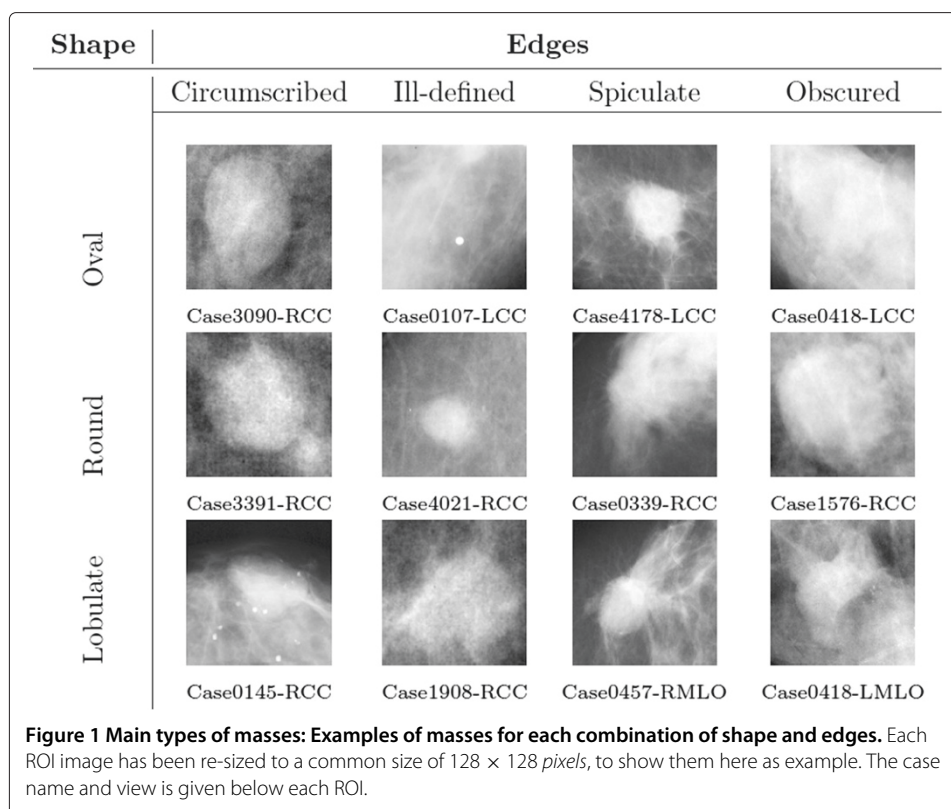 Shape Edges
Circumscribed Ill-defined Spiculate Obscured
Oval
Case3090-RCC Case0107-LCC Case4178-LCC Case0418-LCC
Round
Case3391-RCC Case4021-RCC Case0339-RCC Case1576-RCC
Lobulate
Case0145-RCC Case1908-RCC Case0457-RMLO Case0418-LMLO
Figure 1 Main types of masses: Examples of masses for each combination of shape and edges. Each
ROI image has been re-sized to a common size of 128 × 128 pixels, to show them here as example. The case
name and view is given below each ROI.